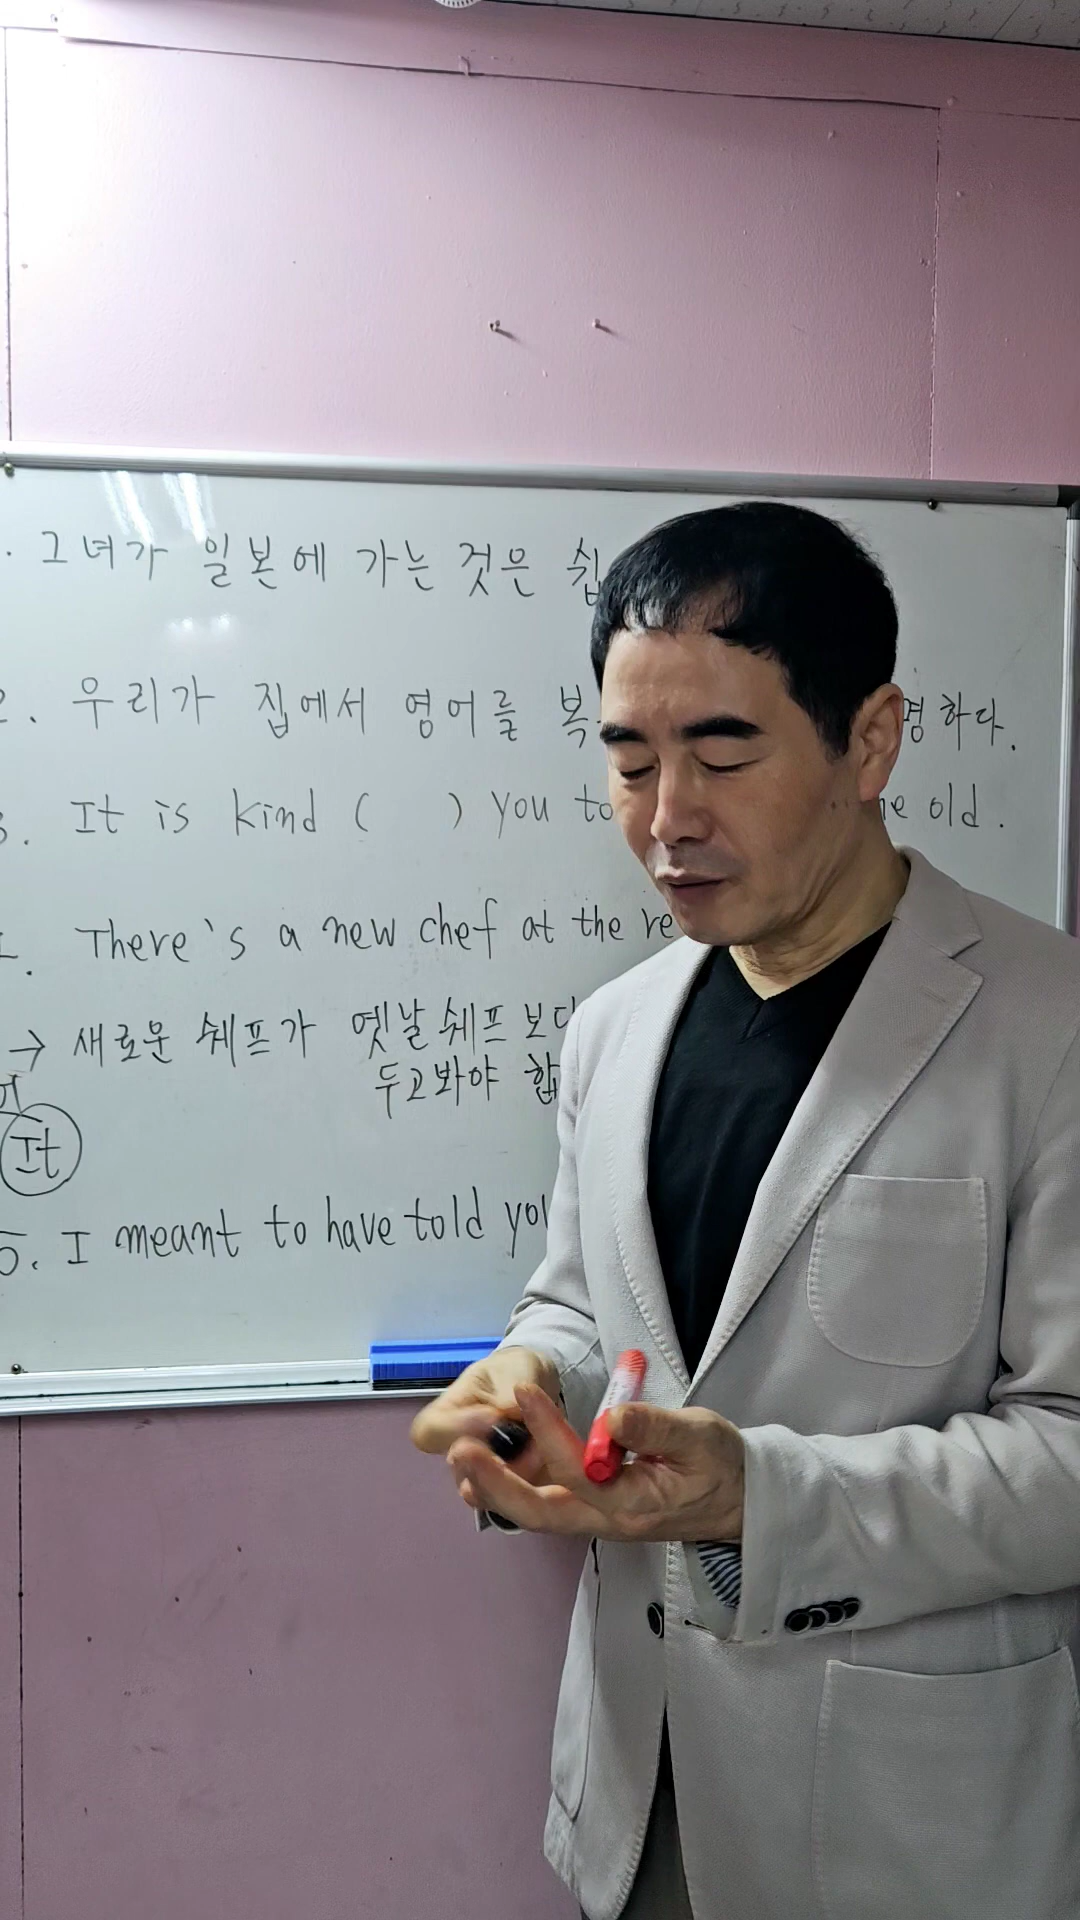 . 그녀가 일본에 가는 것은 쉽
2. 우리가 집에서 영어를 복 명하다.
3. It is kind ( ) you to he old.
There's a new chef at the re
→ 새로운 쉐프가 옛날 쉐프 보다
두고봐야 합
It
5. I meant to have told you